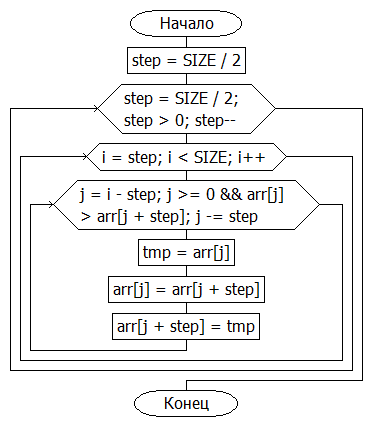 Начало
step = SIZE / 2
step = SIZE / 2;
step > 0; step--
i = step; i < SIZE; i++
j = i - step; j >= 0 && arr[j]
> arr[j + step]; j -= step
tmp = arr[j]
arr[j] = arr[j + step]
arr[j + step] = tmp
Конец